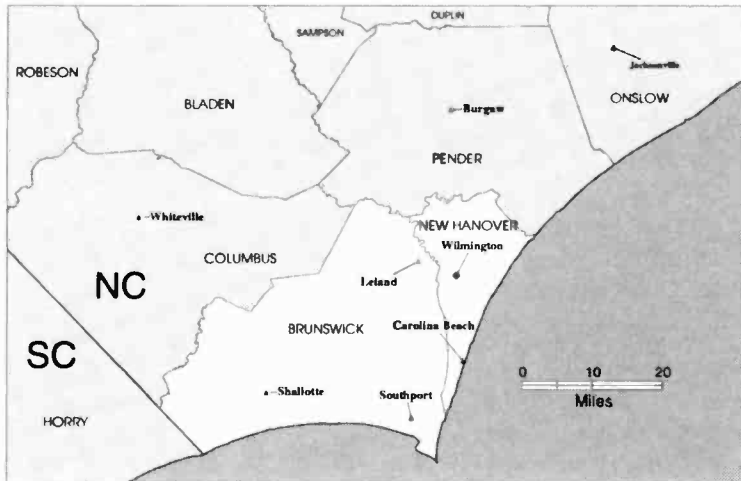 DUPLIN
SAMPSON
ROBESON
Jacksonville
BLADEN
ONSLOW
Burgaw
PENDER
Whiteville
NEW HANOVER
Wilmington
COLUMBUS
Leland
NC
BRUNSWICK
Carolina Beach
SC
0 10 20
Miles
Shallotte
Southport
HORRY